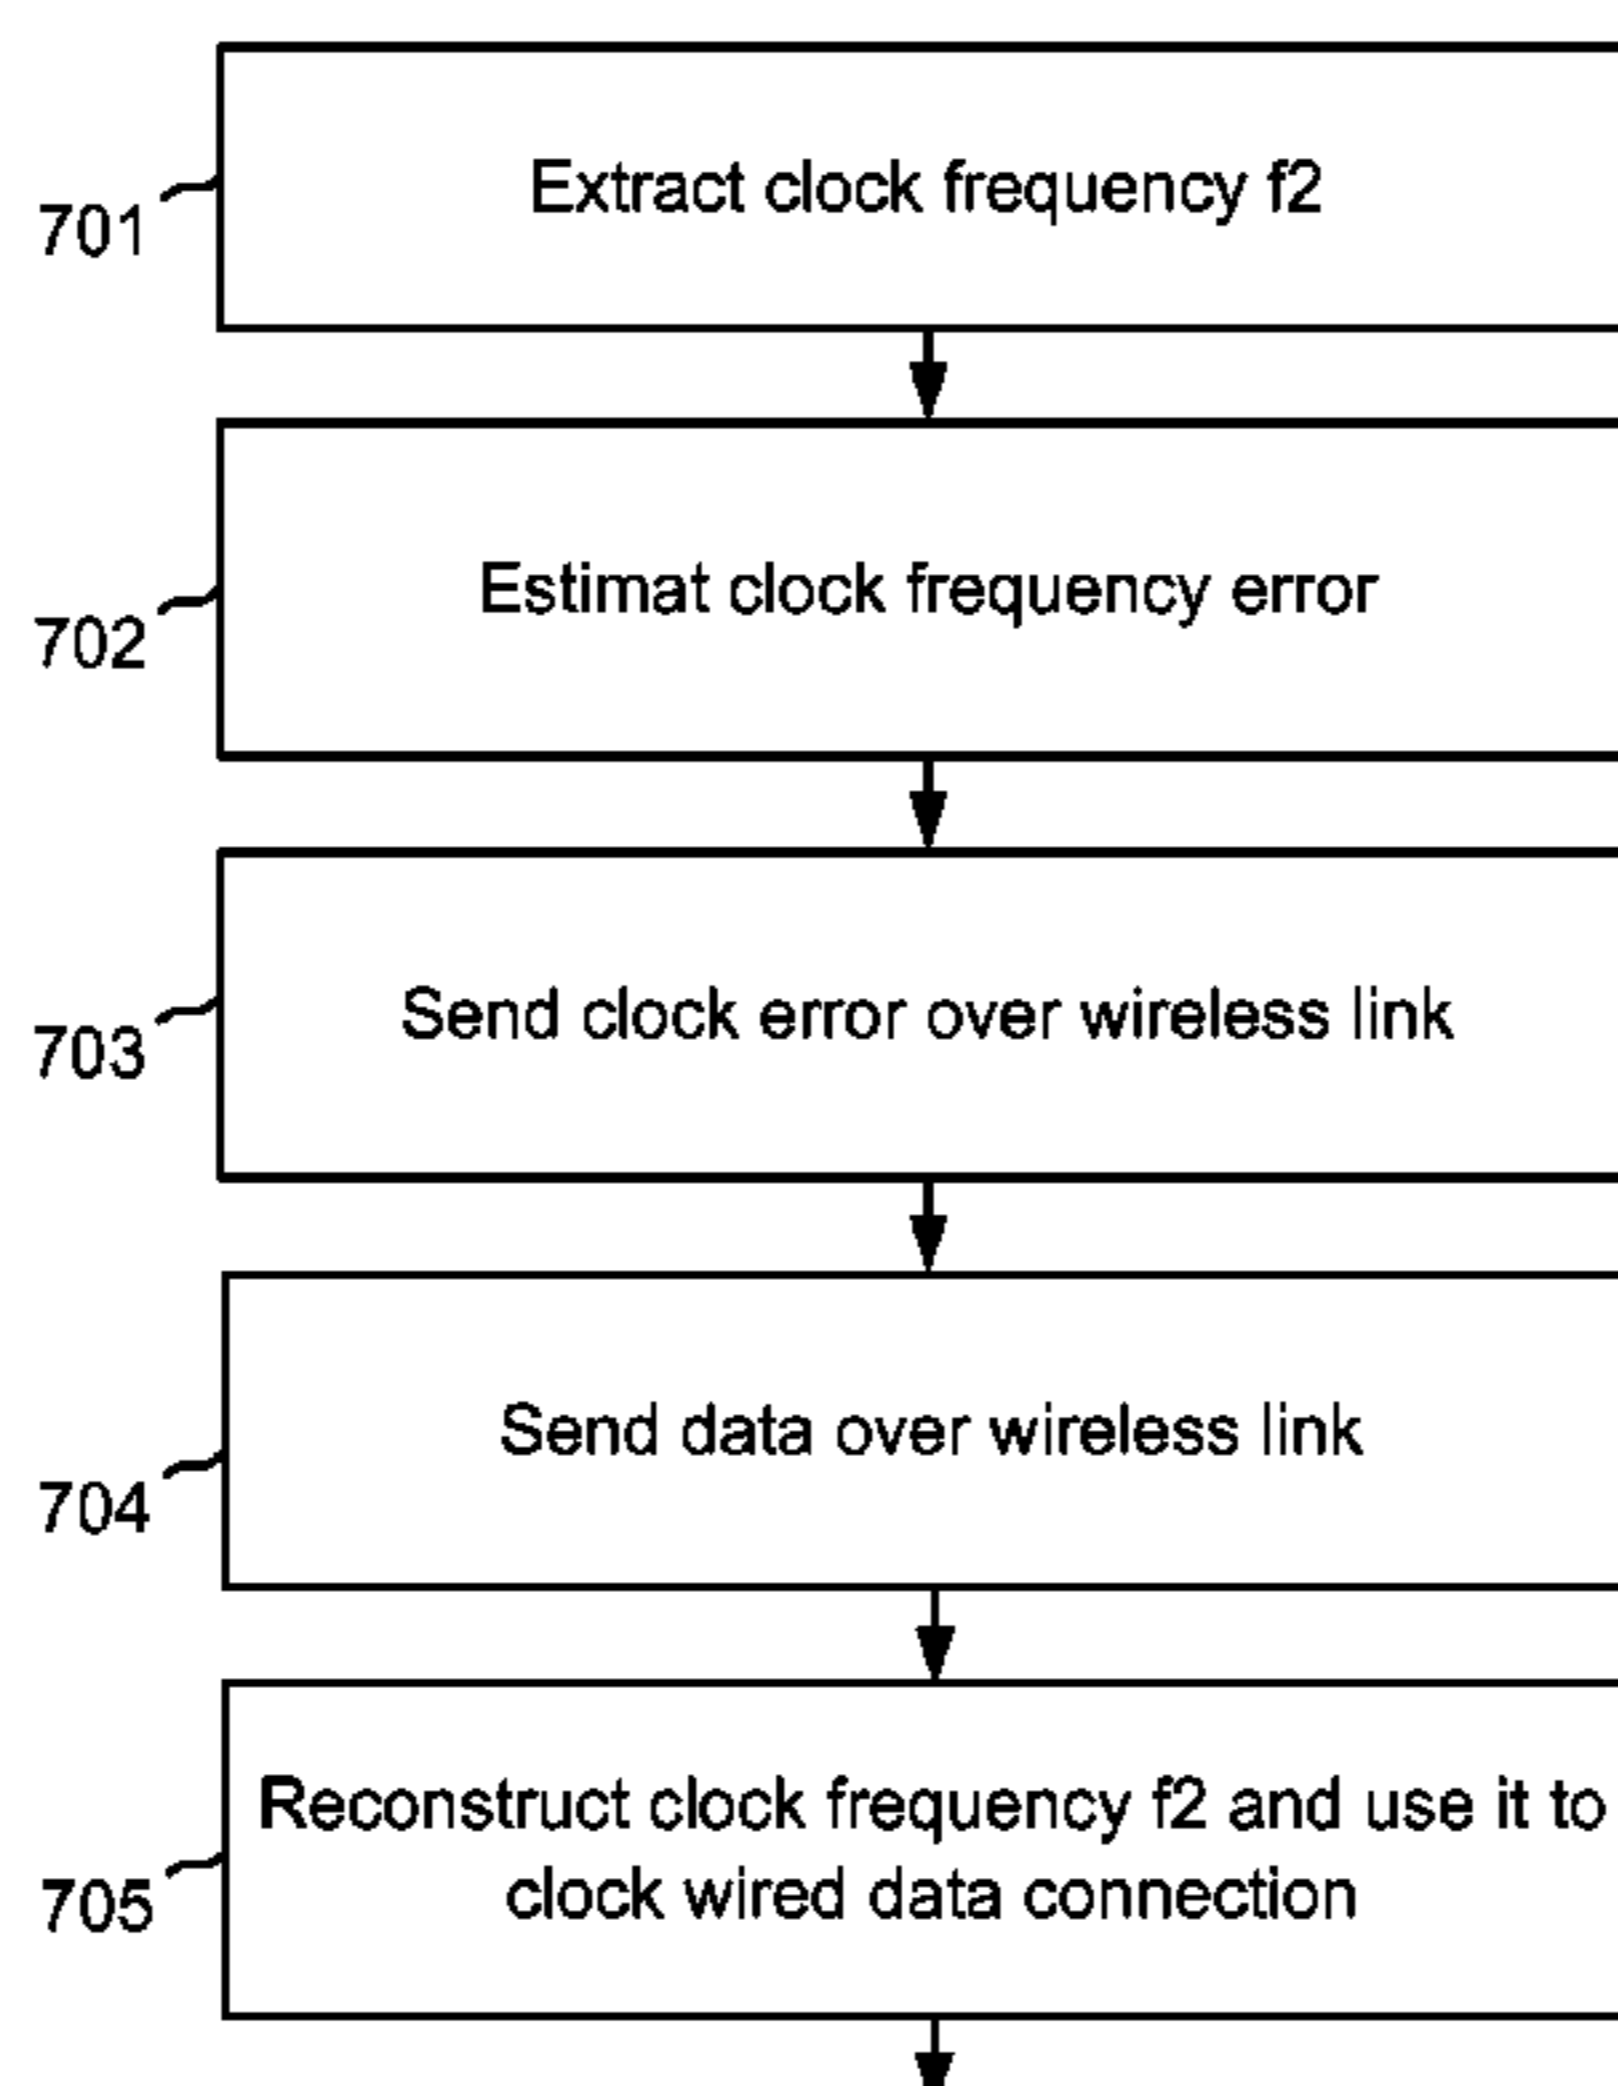 701
Extract clock frequency f2
702
Estimat clock frequency error
703
Send clock error over wireless link
704
Send data over wireless link
705
Reconstruct clock frequency f2 and use it to
clock wired data connection